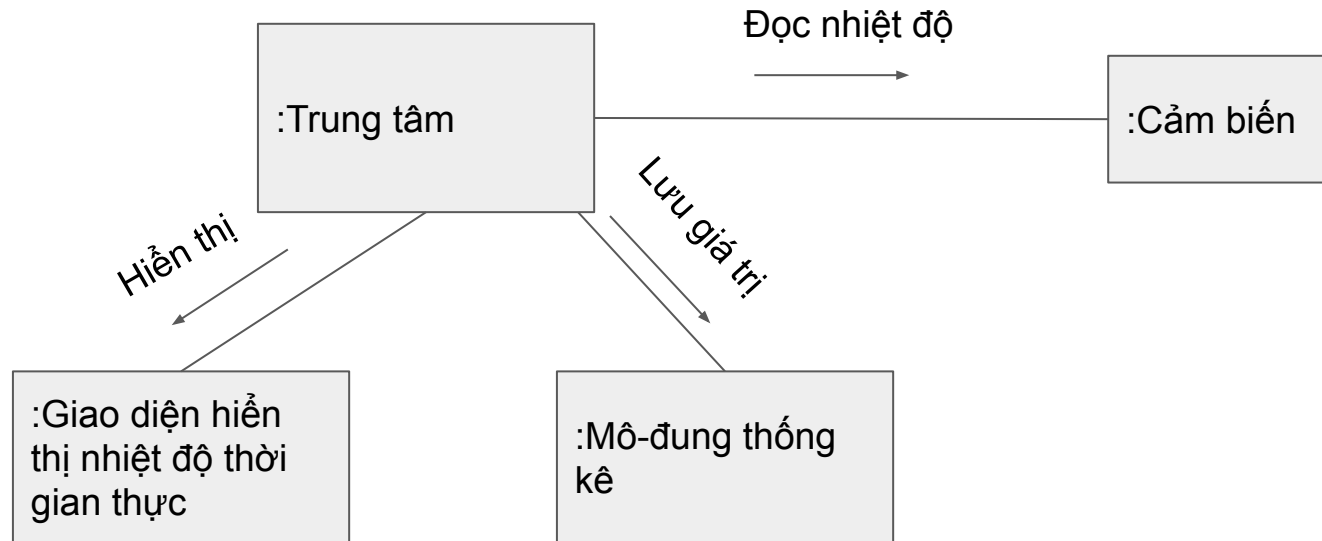 Đọc nhiệt độ
:Trung tâm
:Cảm biến
Lưu giá trị
Hiển thị
:Giao diện hiển
thị nhiệt độ thời
gian thực
:Mô-đung thống
kê